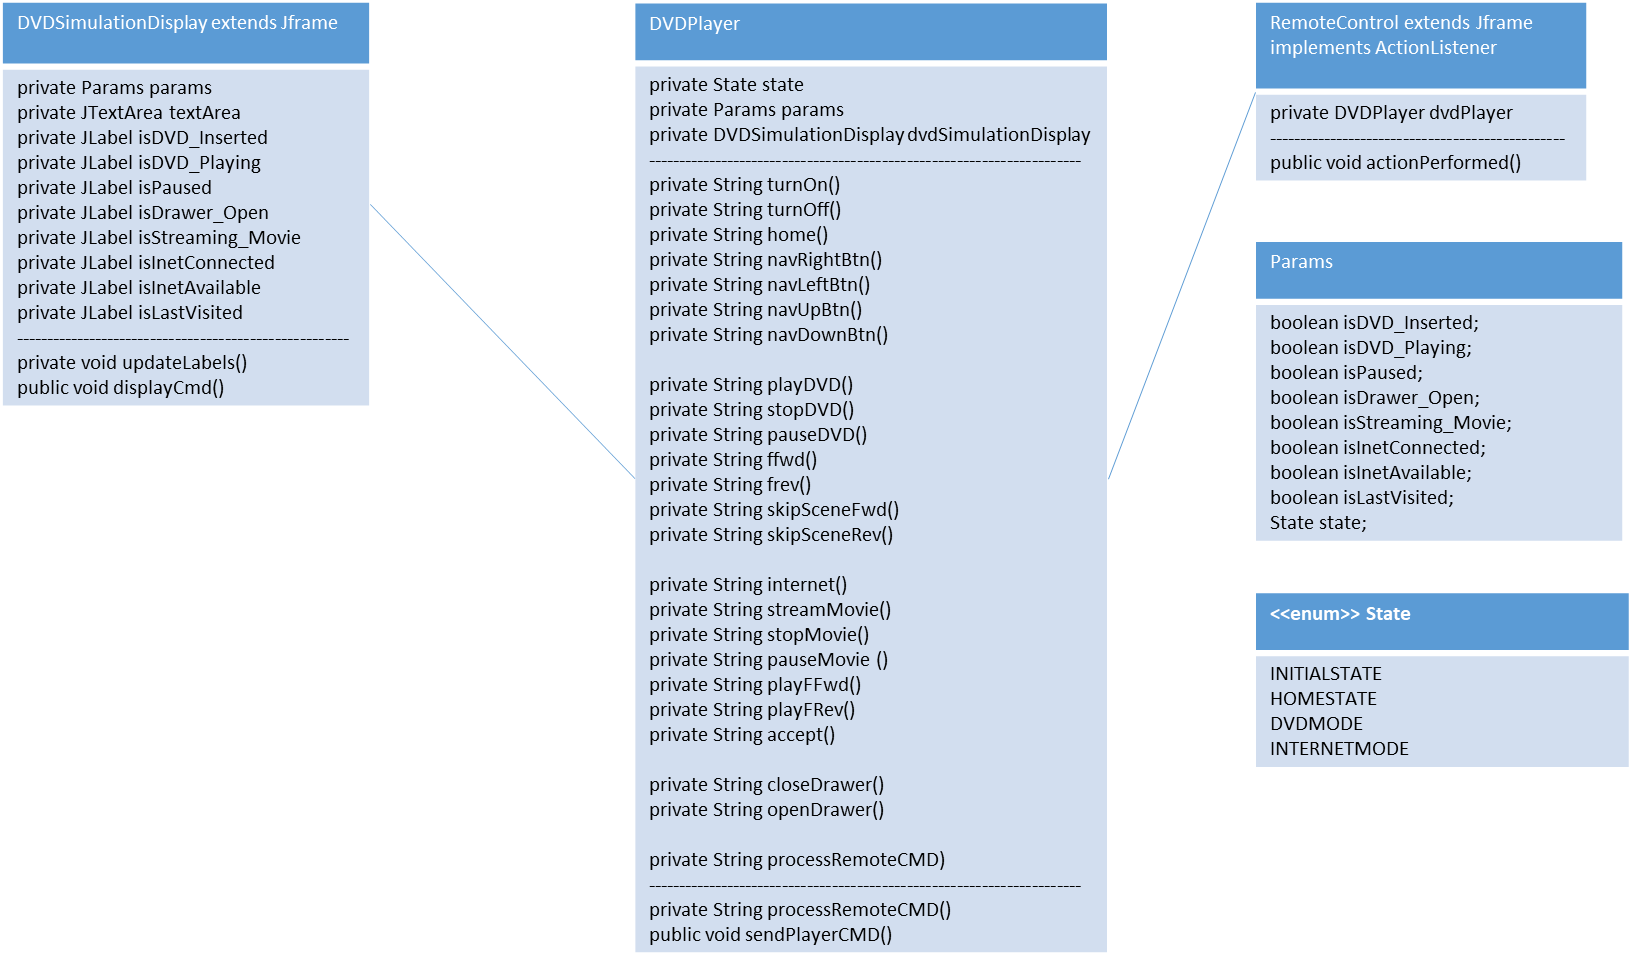 DVDSimulationDisplay extends Jframe
private Params params
private JTextArea textArea
private JLabel isDVD_Inserted
private JLabel isDVD_Playing
private JLabel isPaused
private JLabel isDrawer_Open
private JLabel isStreaming_Movie
private JLabel isInetConnected
private JLabel isInetAvailable
private JLabel isLastVisited
-------------------------------------------------------
private void updateLabels()
public void displayCmd()
DVDPlayer
private State state
private Params params
private DVDSimulationDisplay dvdSimulationDisplay
------------------------------------------------------------------------
private String turnOn()
private String turnOff()
private String home()
private String navRightBtn()
private String navLeftBtn()
private String navUpBtn()
private String navDownBtn()
private String playDVD()
private String stopDVD()
private String pauseDVD()
private String ffwd()
private String frev()
private String skipSceneFwd()
private String skipSceneRev()
private String internet()
private String streamMovie()
private String stopMovie()
private String pauseMovie ()
private String playFFwd()
private String playFRev()
private String accept()
private String closeDrawer()
private String openDrawer()
private String processRemoteCMD)
------------------------------------------------------------------------
private String processRemoteCMD()
public void sendPlayerCMD()
RemoteControl extends Jframe
implements ActionListener
private DVDPlayer dvdPlayer
-------------------------------------------------
public void actionPerformed()
Params
boolean isDVD_Inserted;
boolean isDVD_Playing;
boolean isPaused;
boolean isDrawer_Open;
boolean isStreaming_Movie;
boolean isInetConnected;
boolean isInetAvailable;
boolean isLastVisited;
State state;
<<enum>> State
INITIALSTATE
HOMESTATE
DVDMODE
INTERNETMODE